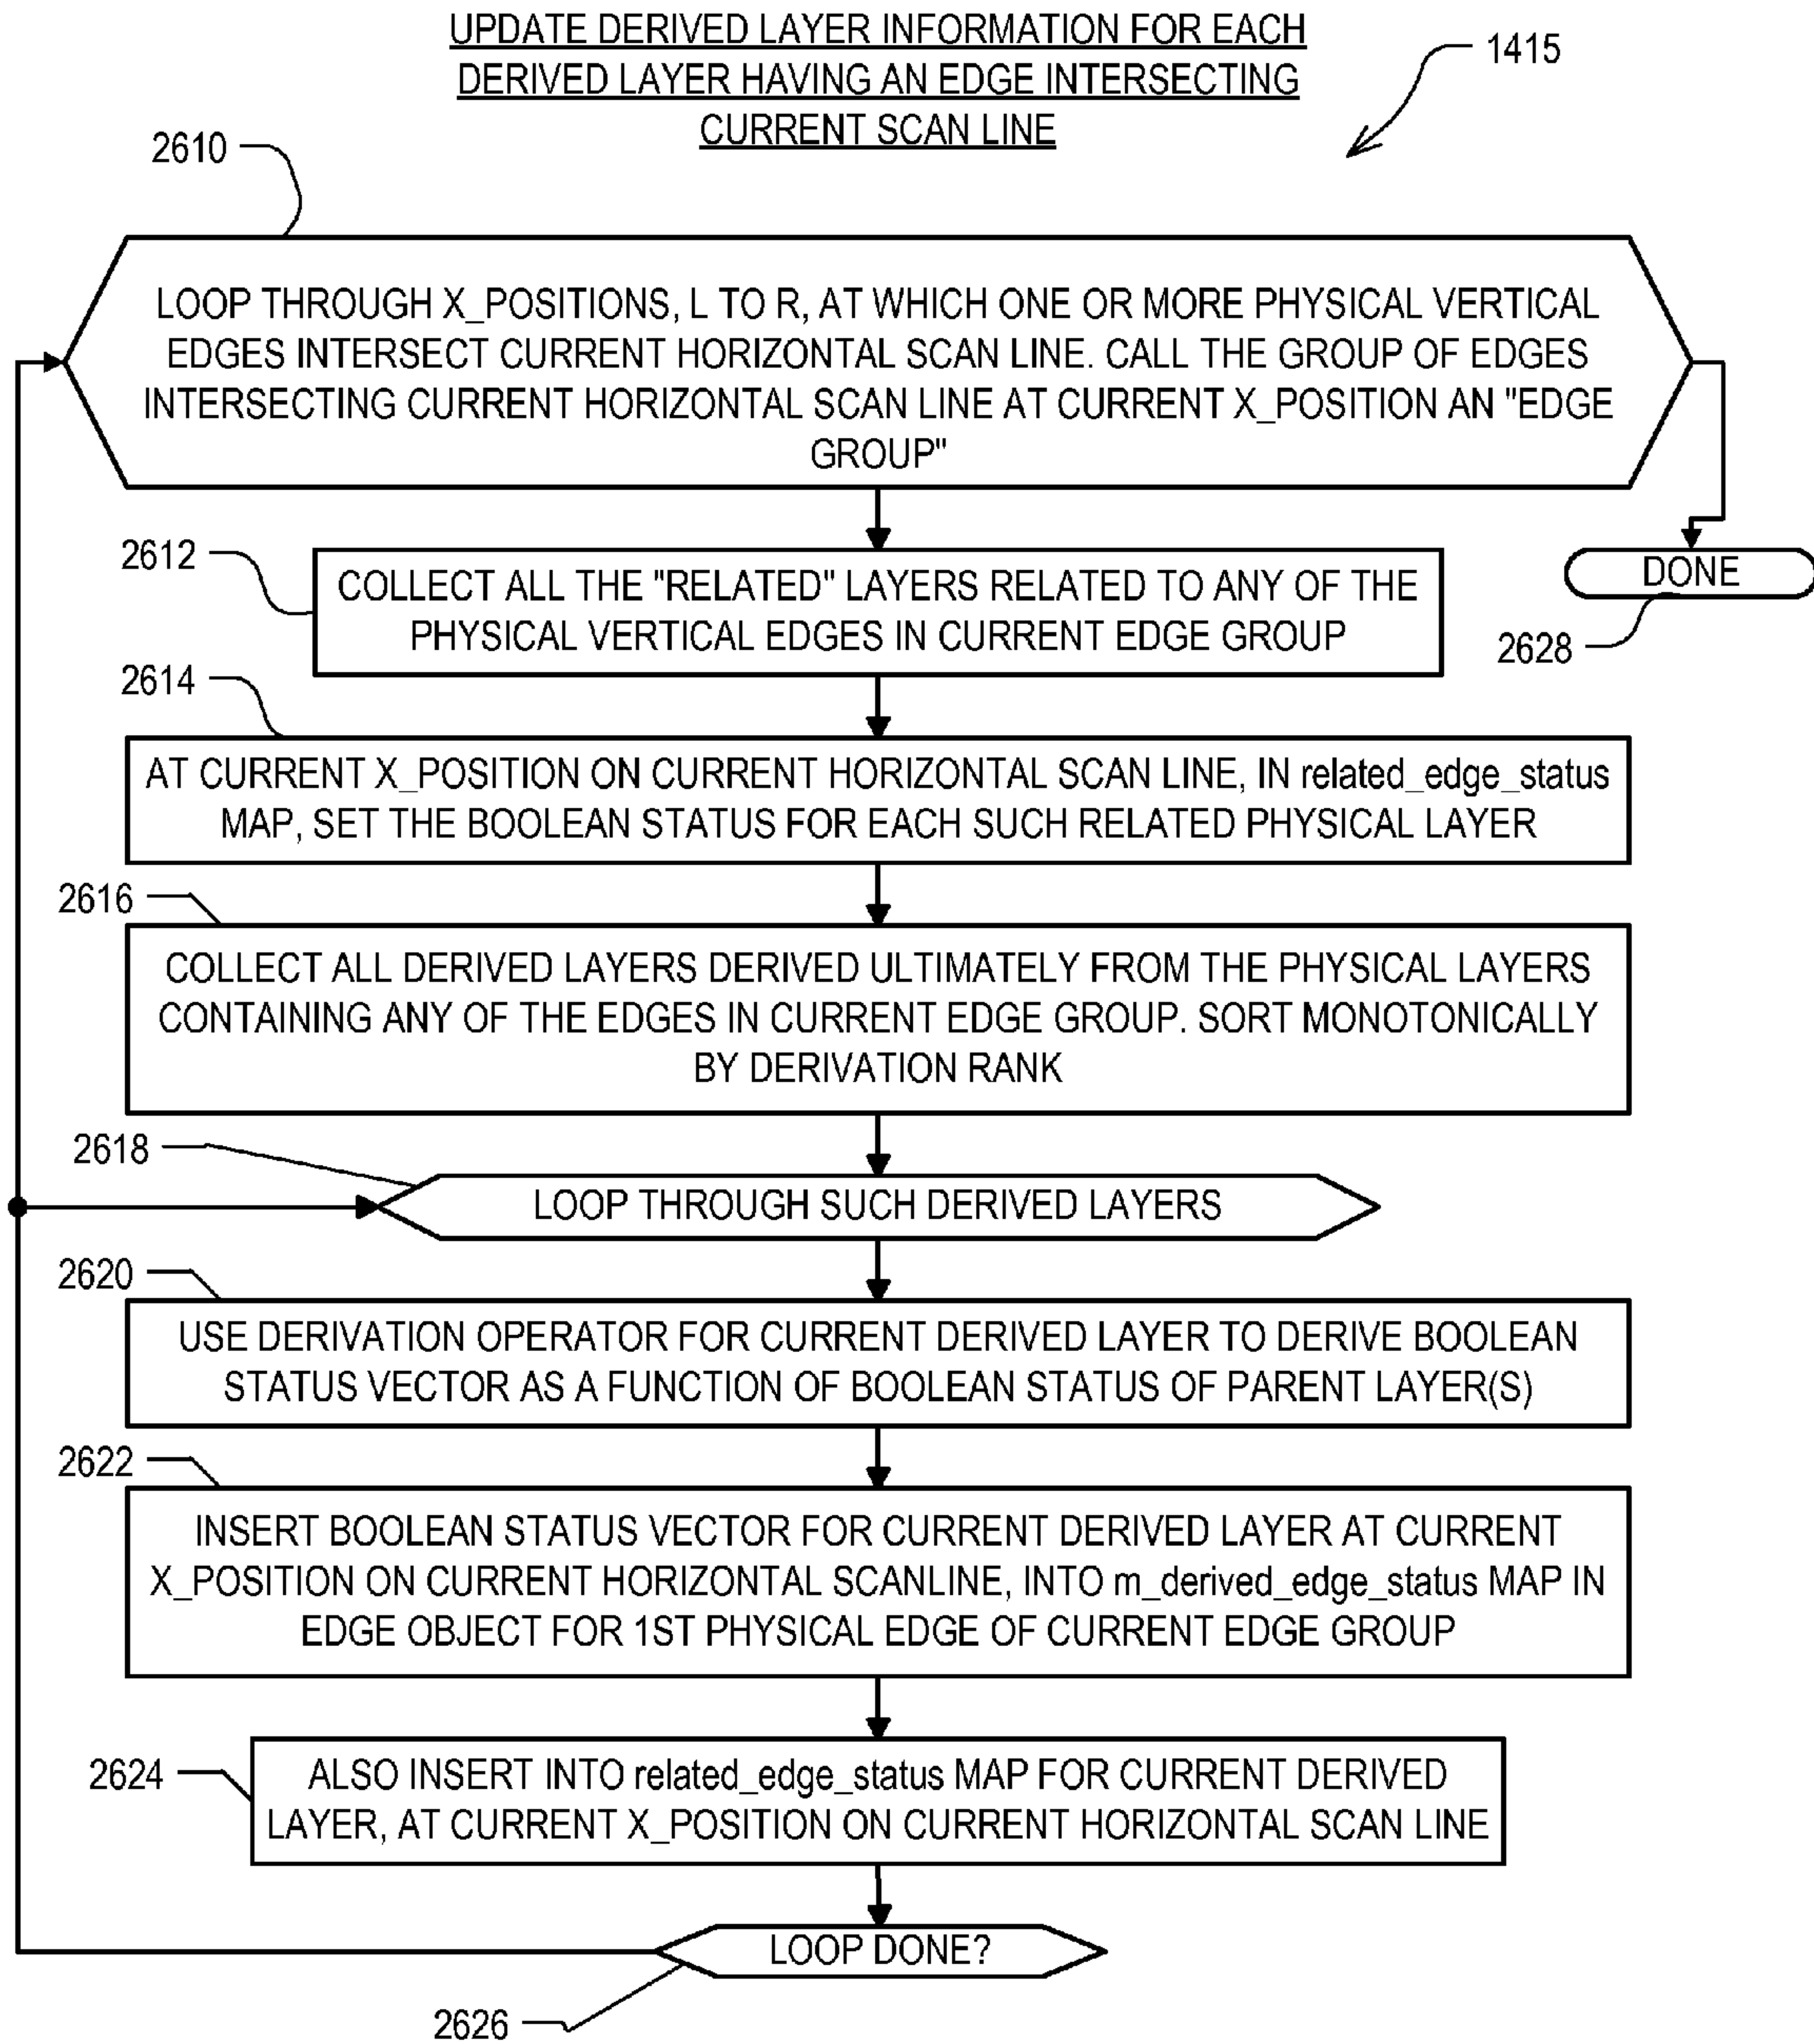 UPDATE DERIVED LAYER INFORMATION FOR EACH
DERIVED LAYER HAVING AN EDGE INTERSECTING
CURRENT SCAN LINE
1415
2610
LOOP THROUGH X_POSITIONS, L TO R, AT WHICH ONE OR MORE PHYSICAL VERTICAL
EDGES INTERSECT CURRENT HORIZONTAL SCAN LINE. CALL THE GROUP OF EDGES
INTERSECTING CURRENT HORIZONTAL SCAN LINE AT CURRENT X_POSITION AN "EDGE
GROUP"
2612
COLLECT ALL THE "RELATED" LAYERS RELATED TO ANY OF THE
PHYSICAL VERTICAL EDGES IN CURRENT EDGE GROUP
DONE
2628
2614
AT CURRENT X_POSITION ON CURRENT HORIZONTAL SCAN LINE, IN related_edge_status
MAP, SET THE BOOLEAN STATUS FOR EACH SUCH RELATED PHYSICAL LAYER
2616
COLLECT ALL DERIVED LAYERS DERIVED ULTIMATELY FROM THE PHYSICAL LAYERS
CONTAINING ANY OF THE EDGES IN CURRENT EDGE GROUP. SORT MONOTONICALLY
BY DERIVATION RANK
2618
LOOP THROUGH SUCH DERIVED LAYERS
2620
USE DERIVATION OPERATOR FOR CURRENT DERIVED LAYER TO DERIVE BOOLEAN
STATUS VECTOR AS A FUNCTION OF BOOLEAN STATUS OF PARENT LAYER(S)
2622
INSERT BOOLEAN STATUS VECTOR FOR CURRENT DERIVED LAYER AT CURRENT
X_POSITION ON CURRENT HORIZONTAL SCANLINE, INTO m_derived_edge_status MAP IN
EDGE OBJECT FOR 1ST PHYSICAL EDGE OF CURRENT EDGE GROUP
2624
ALSO INSERT INTO related_edge_status MAP FOR CURRENT DERIVED
LAYER, AT CURRENT X_POSITION ON CURRENT HORIZONTAL SCAN LINE
LOOP DONE?
2626